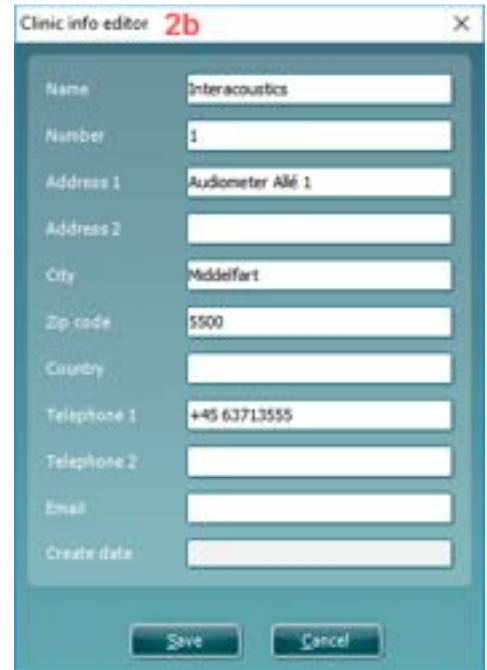 Clinic info editor 2b
Name Interacoustics
Number 1
Address 1 Audiometer Allé 1
Address 2
City Middelfart
Zip code 5500
Country
Telephone 1 +45 63713555
Telephone 2
Email
Create date
Save Cancel